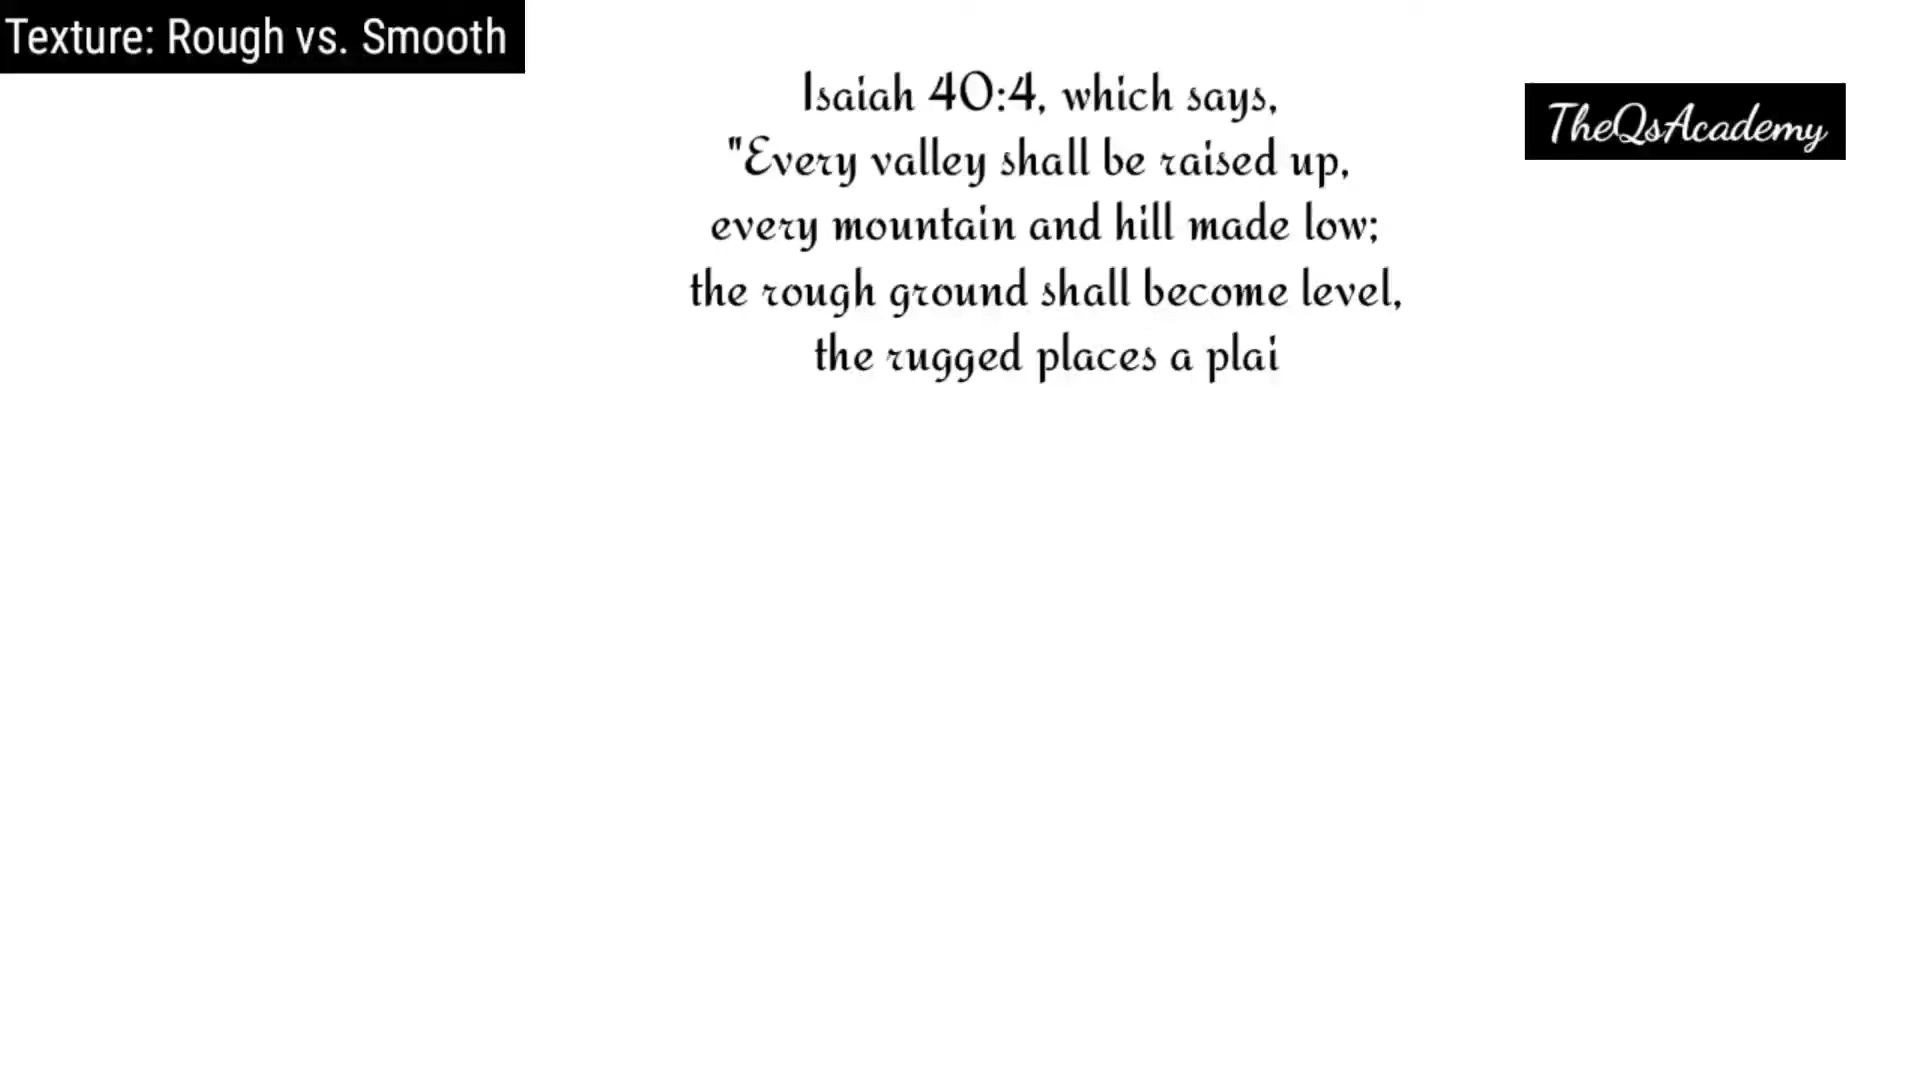 Texture: Rough vs. Smooth
TheQsAcademy
Isaiah 40:4, which says,
"Every valley shall be raised up,
every mountain and hill made low;
the rough ground shall become level,
the rugged places a plai